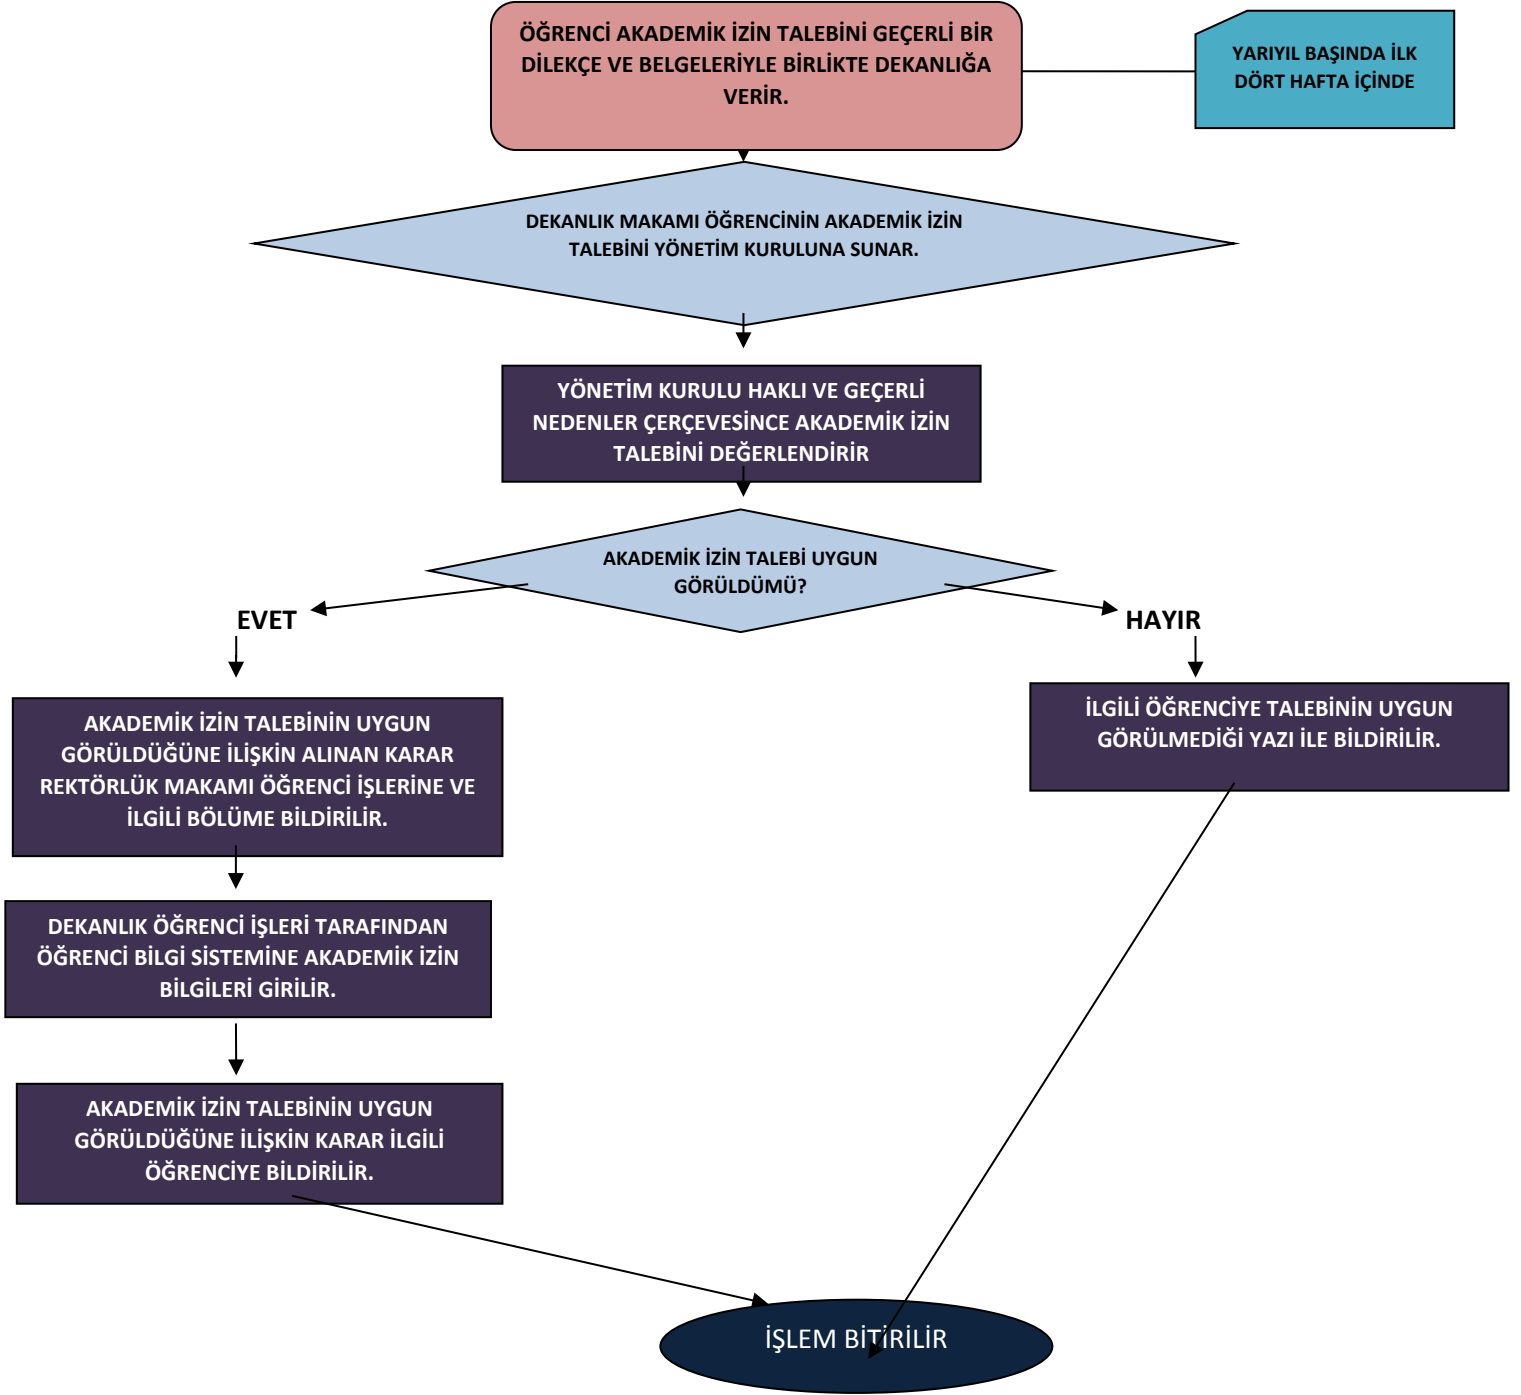 ÖĞRENCİ AKADEMİK İZİN TALEBİNİ GEÇERLİ BİR
DİLEKÇE VE BELGELERİYLE BİRLİKTE DEKANLIĞA
VERİR.
YARIYIL BAŞINDA İLK
DÖRT HAFTA İÇİNDE
DEKANLIK MAKAMI ÖĞRENCİNİN AKADEMİK İZİN
TALEBİNİ YÖNETİM KURULUNA SUNAR.
YÖNETİM KURULU HAKLI VE GEÇERLİ
NEDENLER ÇERÇEVESİNCE AKADEMİK İZİN
TALEBİNİ DEĞERLENDİRİR
AKADEMİK İZİN TALEBİ UYGUN
GÖRÜLDÜMÜ?
EVET
HAYIR
AKADEMİK İZİN TALEBİNİN UYGUN
GÖRÜLDÜĞÜNE İLİŞKİN ALINAN KARAR
REKTÖRLÜK MAKAMI ÖĞRENCİ İŞLERİNE VE
İLGİLİ BÖLÜME BİLDİRİLİR.
İLGİLİ ÖĞRENCİYE TALEBİNİN UYGUN
GÖRÜLMEDİĞİ YAZI İLE BİLDİRİLİR.
DEKANLIK ÖĞRENCİ İŞLERİ TARAFINDAN
ÖĞRENCİ BİLGİ SİSTEMİNE AKADEMİK İZİN
BİLGİLERİ GİRİLİR.
AKADEMİK İZİN TALEBİNİN UYGUN
GÖRÜLDÜĞÜNE İLİŞKİN KARAR İLGİLİ
ÖĞRENCİYE BİLDİRİLİR.
İŞLEM BİTİRİLİR